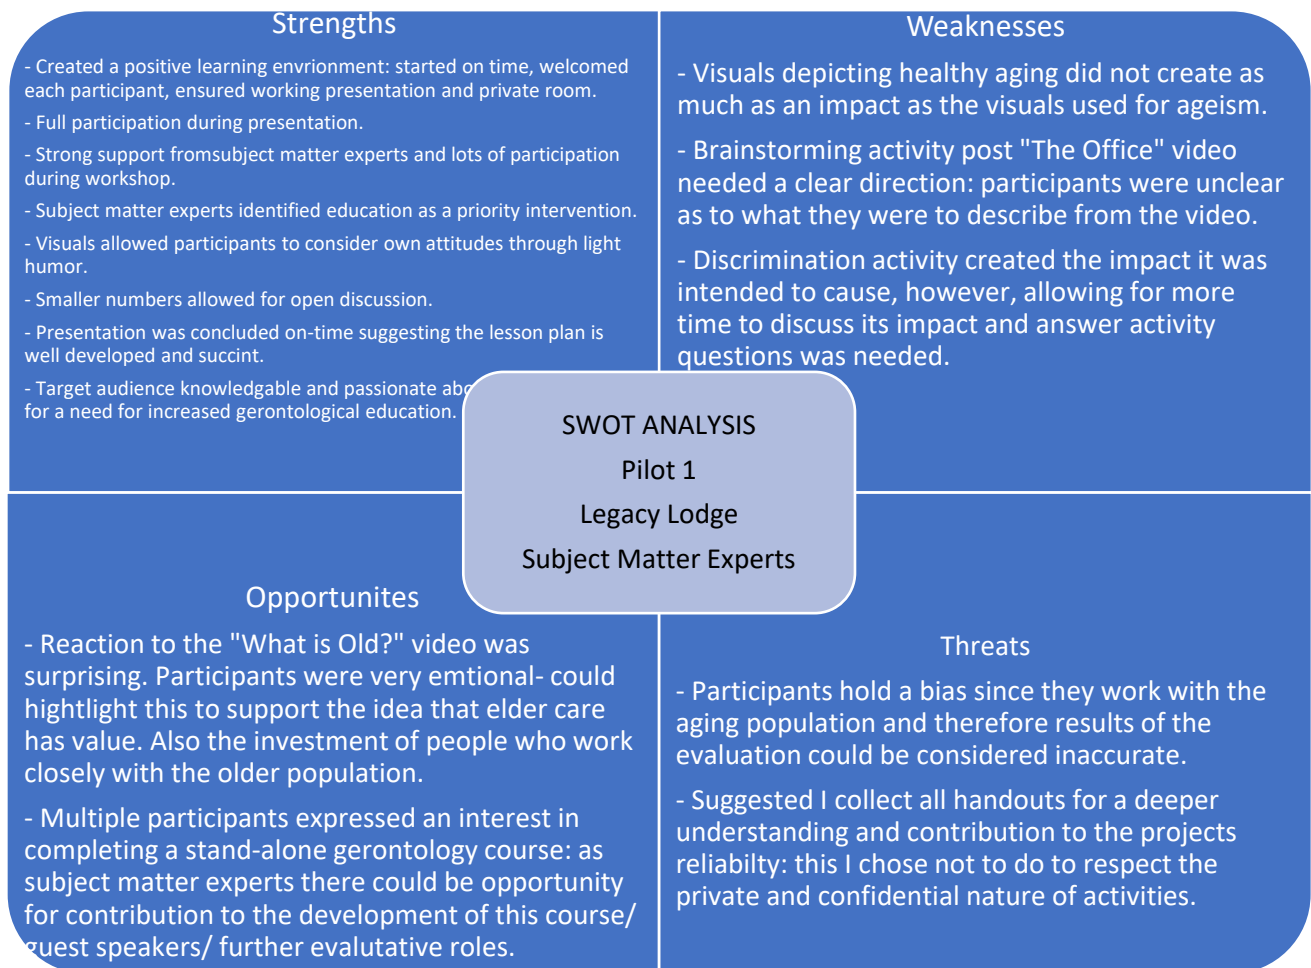 Strengths
- Created a positive learning envrionment: started on time, welcomed
each participant, ensured working presentation and private room.
- Full participation during presentation.
- Strong support fromsubject matter experts and lots of participation
during workshop.
- Subject matter experts identified education as a priority intervention.
- Visuals allowed participants to consider own attitudes through light
humor.
- Smaller numbers allowed for open discussion.
- Presentation was concluded on-time suggesting the lesson plan is
well developed and succint.
- Target audience knowledgable and passionate
for a need for increased gerontological education.
Weaknesses
- Visuals depicting healthy aging did not create as
much as an impact as the visuals used for ageism.
- Brainstorming activity post "The Office" video
needed a clear direction: participants were unclear
as to what they were to describe from the video.
- Discrimination activity created the impact it was
intended to cause, however, allowing for more
time to discuss its impact and answer activity
questions was needed.
SWOT ANALYSIS
Pilot 1
Legacy Lodge
Subject Matter Experts
Opportunites
- Reaction to the "What is Old?" video was
surprising. Participants were very emtional- could
hightlight this to support the idea that elder care
has value. Also the investment of people who work
closely with the older population.
- Multiple participants expressed an interest in
completing a stand-alone gerontology course: as
subject matter experts there could be opportunity
for contribution to the development of this course/
guest speakers/ further evalutative roles.
Threats
- Participants hold a bias since they work with the
aging population and therefore results of the
evaluation could be considered inaccurate.
- Suggested I collect all handouts for a deeper
understanding and contribution to the projects
reliabilty: this I chose not to do to respect the
private and confidential nature of activities.